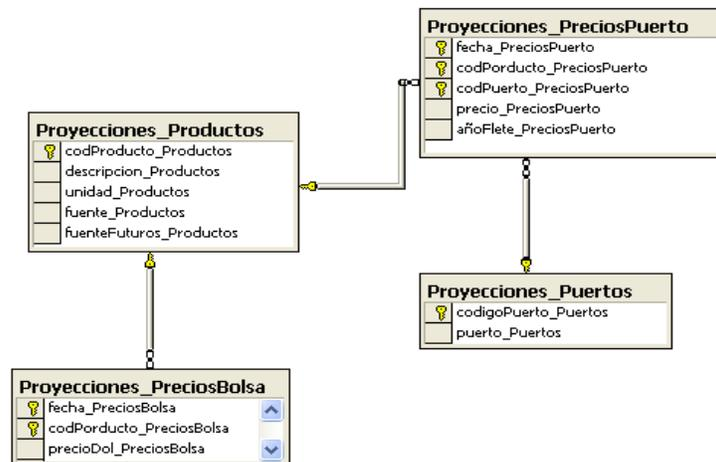 Proyecciones_PreciosPuerto
fecha_PreciosPuerto
codPorducto_PreciosPuerto
codPuerto_PreciosPuerto
precio_PreciosPuerto
añoFlete_PreciosPuerto
Proyecciones_Productos
codProducto_Productos
descripcion_Productos
unidad_Productos
fuente_Productos
fuenteFuturos_Productos
Proyecciones_Puertos
codigoPuerto_Puertos
puerto_Puertos
Proyecciones_PreciosBolsa
fecha_PreciosBolsa
codPorducto_PreciosBolsa
precioDol_PreciosBolsa